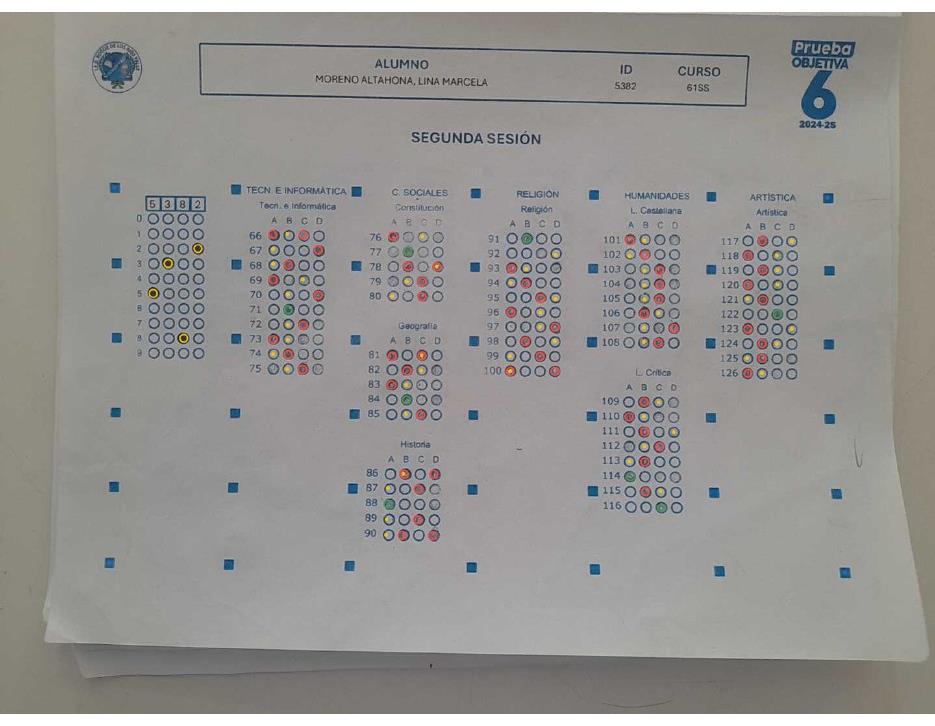 Prueba
OBJETIVA
6
2024-25
ALUMNO
MORENO ALTAHONA, LINA MARCELA
ID
5382
CURSO
61SS
SEGUNDA SESIÓN
5 3 8 2
0
1
2
3
4
5
6
7
8
9
TECN. E INFORMÁTICA
Tecn. e Informática
A B C D
66
67
68
69
70
71
72
73
74
75
C. SOCIALES
Constitución
A B C D
76
77
78
79
80
Geografía
A B C D
81
82
83
84
85
Historia
A B C D
86
87
88
89
90
RELIGIÓN
Religión
A B C D
91
92
93
94
95
96
97
98
99
100
HUMANIDADES
L. Castellana
A B C D
101
102
103
104
105
106
107
108
L. Crítica
A B C D
109
110
111
112
113
114
115
116
ARTÍSTICA
Artística
A B C D
117
118
119
120
121
122
123
124
125
126